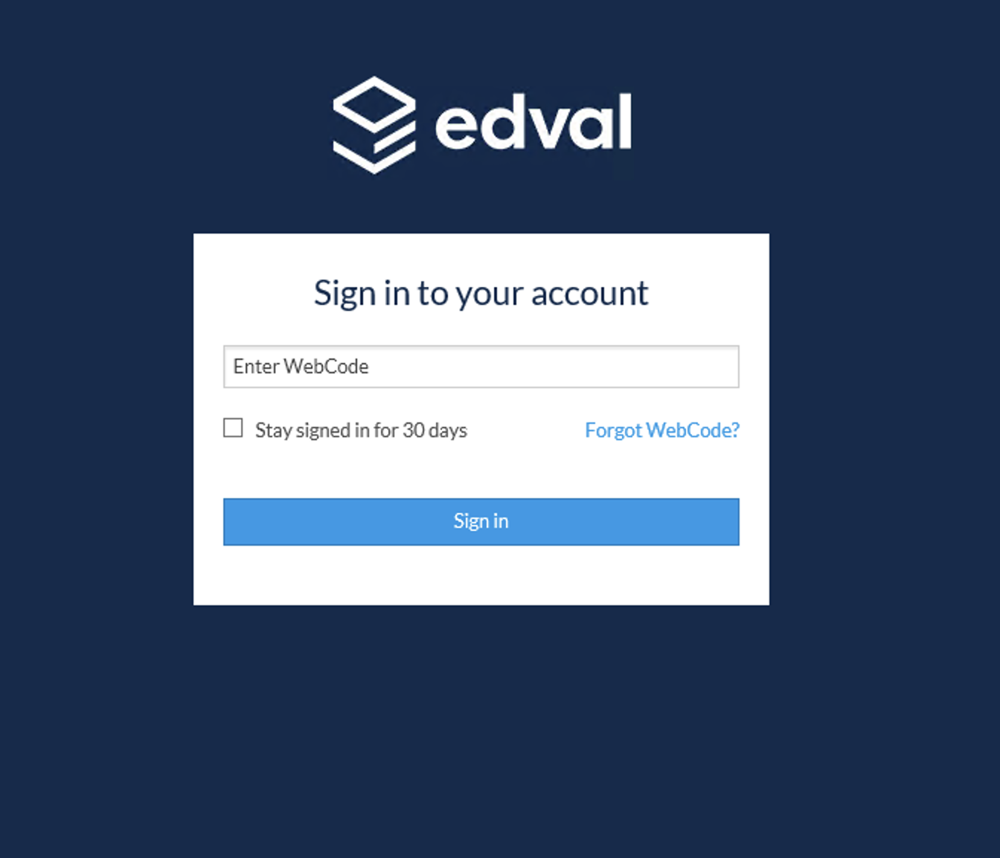 edval
Sign in to your account
Enter WebCode
Stay signed in for 30 days
Forgot WebCode?
Sign in